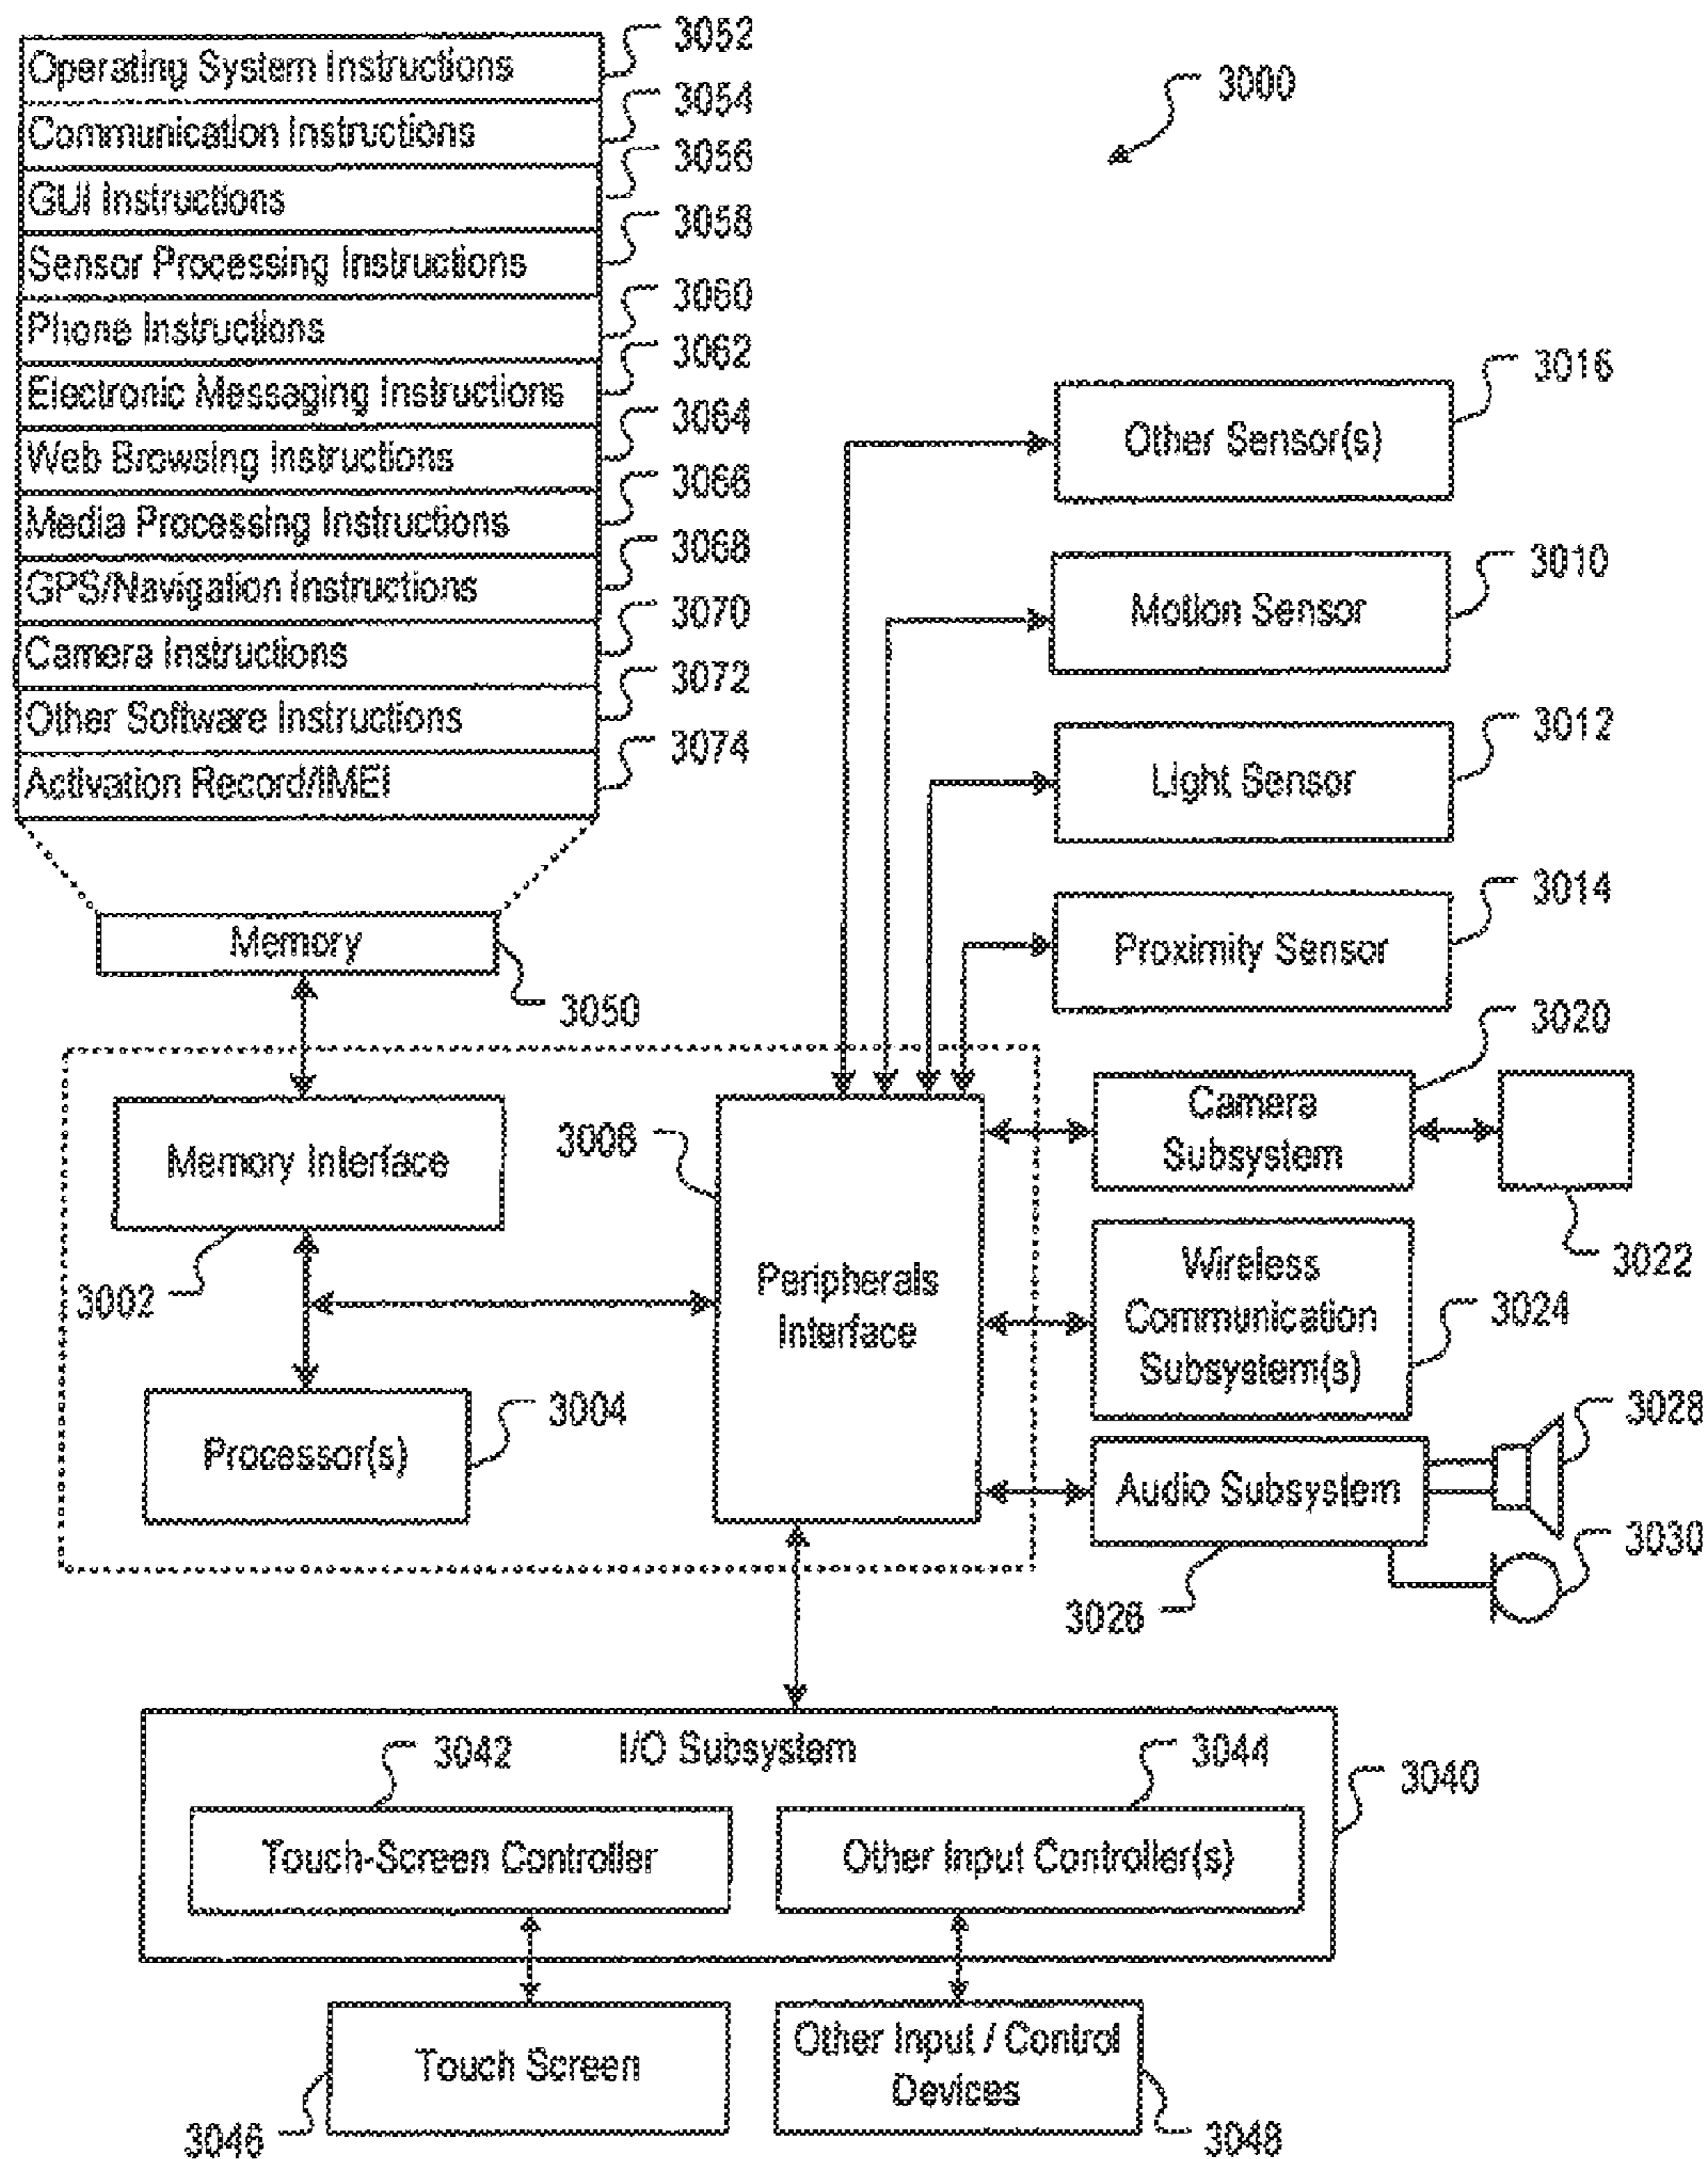 3052
Operating System Instructions
3054
Communication Instructions
3056
GUI Instructions
3058
Sensor Processing Instructions
3060
Phone Instructions
3062
Electronic Messaging Instructions
3064
Web Browsing Instructions
3066
Media Processing Instructions
3068
GPS/Navigation Instructions
3070
Camera Instructions
3072
Other Software Instructions
3074
Activation Record/IMEI
3000
Memory
3050
3016
Other Sensor(s)
3010
Motion Sensor
3012
Light Sensor
3014
Proximity Sensor
3020
Camera
Subsystem
3022
Memory Interface
3002
3006
Peripherals
Interface
Wireless
Communication
Subsystem(s)
3024
3004
Processor(s)
3028
Audio Subsystem
3030
3026
I/O Subsystem
3042
3044
3040
Touch-Screen Controller
Other Input Controller(s)
Touch Screen
3046
Other Input / Control
Devices
3048